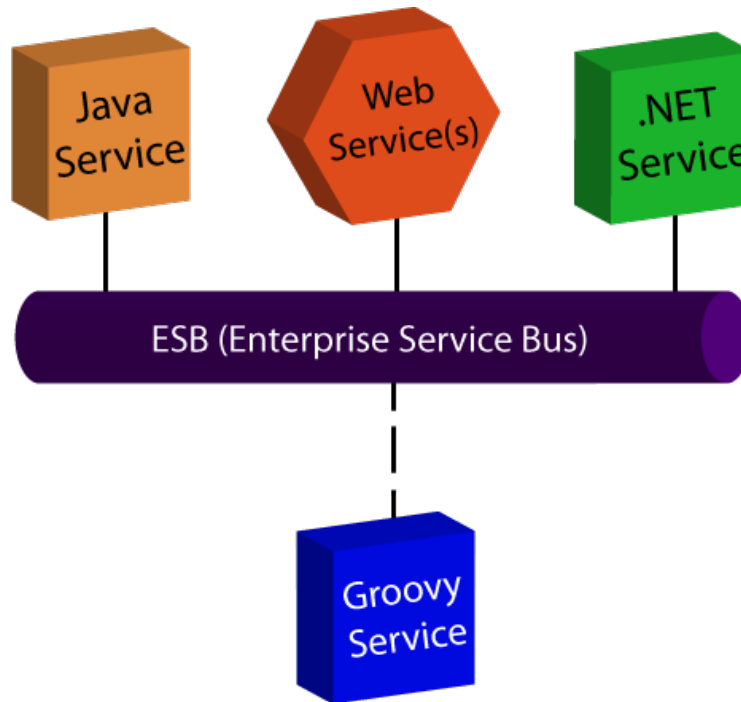 Java
Service
Web
Service(s)
.NET
Service
ESB (Enterprise Service Bus)
Groovy
Service